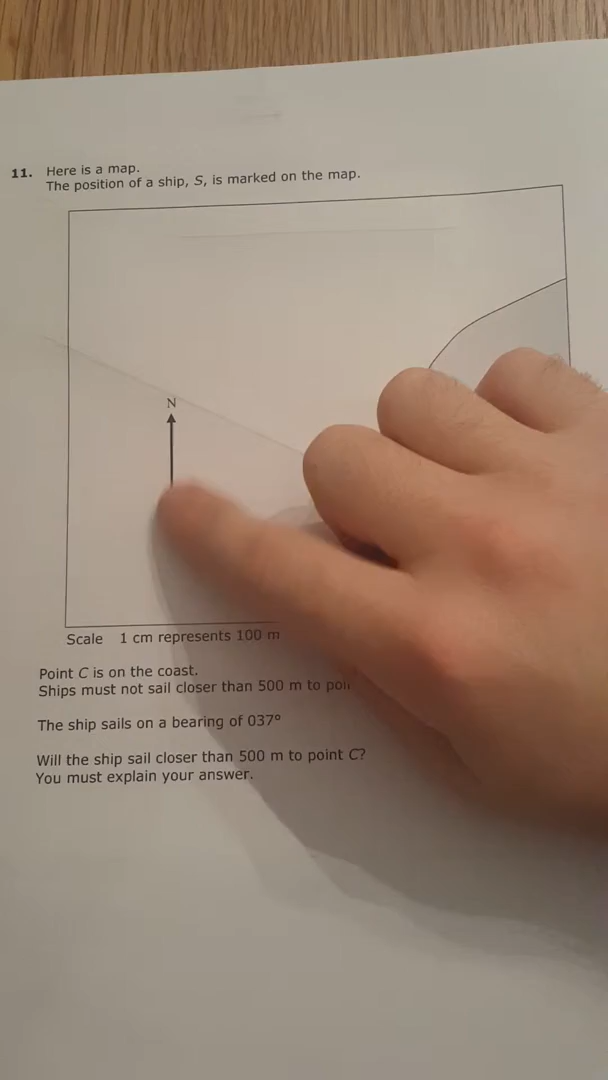 11. Here is a map.
The position of a ship, S, is marked on the map.
N
Scale 1 cm represents 100 m
Point C is on the coast.
Ships must not sail closer than 500 m to
The ship sails on a bearing of 037°
Will the ship sail closer than 500 m to point C?
You must explain your answer.